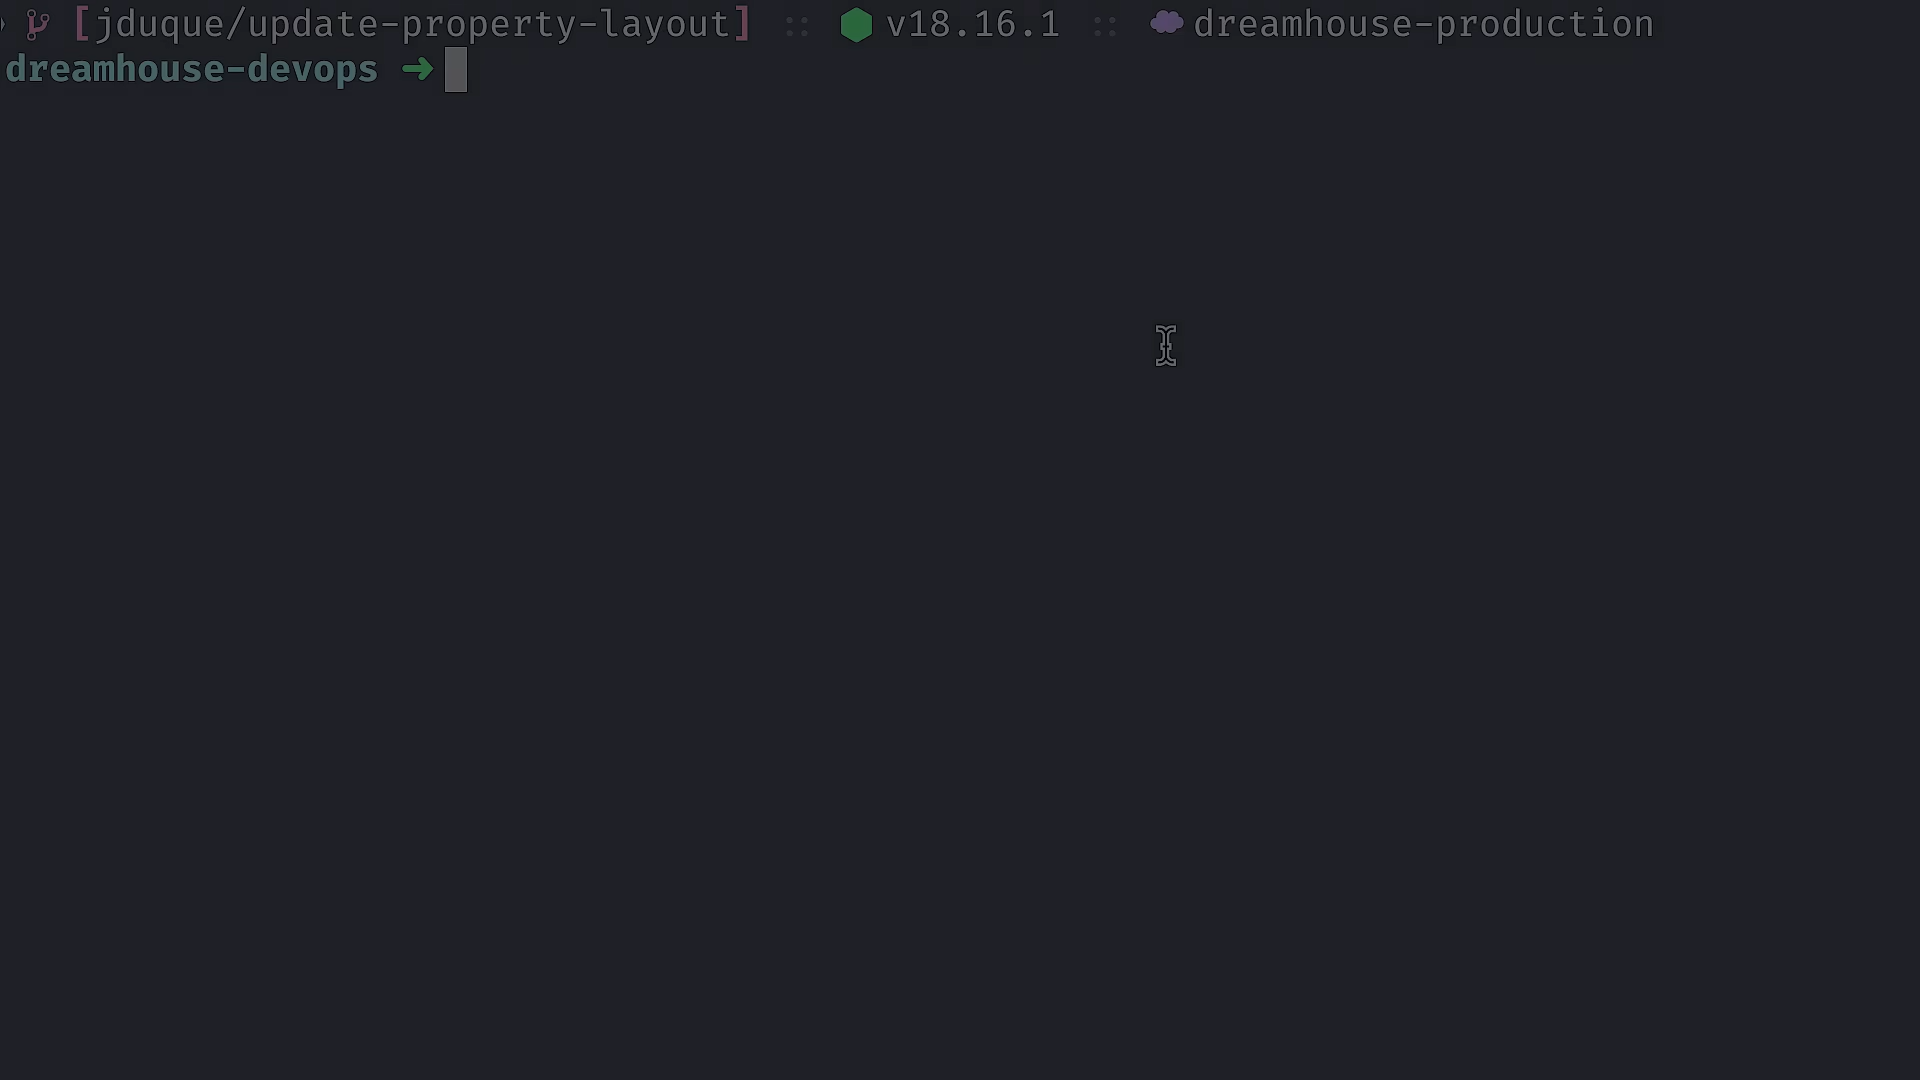 [jduque/update-property-layout] :: v18.16.1 :: dreamhouse-production
dreamhouse-devops →